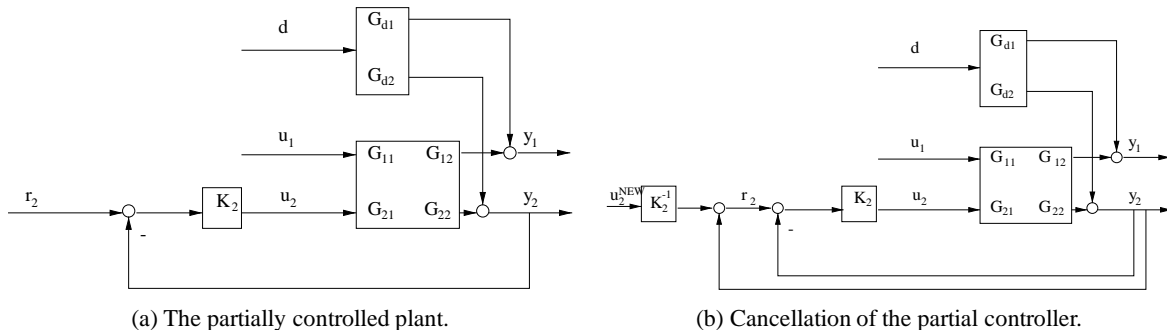 d
G_d1
G_d2
u_1
G_11 G_12
y_1
r_2
K_2
u_2
G_21 G_22
y_2
-
(a) The partially controlled plant.
d
G_d1
G_d2
u_1
G_11 G_12
y_1
u_2^NEW
K_2^-1
r_2
K_2
u_2
G_21 G_22
y_2
-
(b) Cancellation of the partial controller.